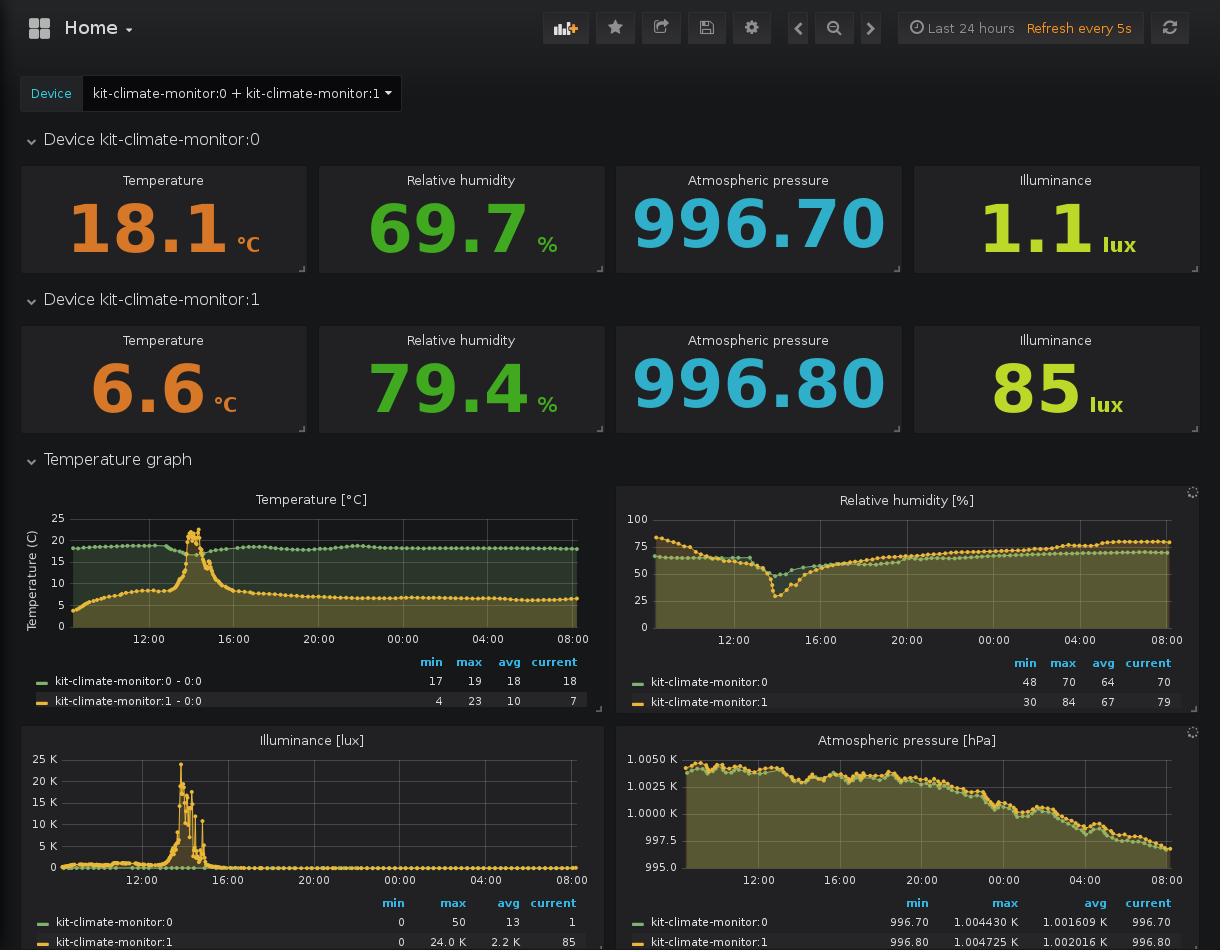 Home
Last 24 hours Refresh every 5s
Device kit-climate-monitor:0 + kit-climate-monitor:1
Device kit-climate-monitor:0
Temperature Relative humidity Atmospheric pressure Illuminance
18.1 °C 69.7 % 996.70 1.1 lux
Device kit-climate-monitor:1
Temperature Relative humidity Atmospheric pressure Illuminance
6.6 °C 79.4 % 996.80 85 lux
Temperature graph
Temperature [°C]
Temperature (C)
25
20
15
10
5
0
12:00 16:00 20:00 00:00 04:00 08:00
min max avg current
kit-climate-monitor:0 - 0:0 17 19 18 18
kit-climate-monitor:1 - 0:0 4 23 10 7
Relative humidity [%]
100
75
50
25
0
12:00 16:00 20:00 00:00 04:00 08:00
min max avg current
kit-climate-monitor:0 48 70 64 70
kit-climate-monitor:1 30 84 67 79
Illuminance [lux]
25 K
20 K
15 K
10 K
5 K
0
12:00 16:00 20:00 00:00 04:00 08:00
min max avg current
kit-climate-monitor:0 0 50 13 1
kit-climate-monitor:1 0 24.0 K 2.2 K 85
Atmospheric pressure [hPa]
1.0050 K
1.0025 K
1.0000 K
997.5
995.0
12:00 16:00 20:00 00:00 04:00 08:00
min max avg current
kit-climate-monitor:0 996.70 1.004430 K 1.001609 K 996.70
kit-climate-monitor:1 996.80 1.004725 K 1.002016 K 996.80